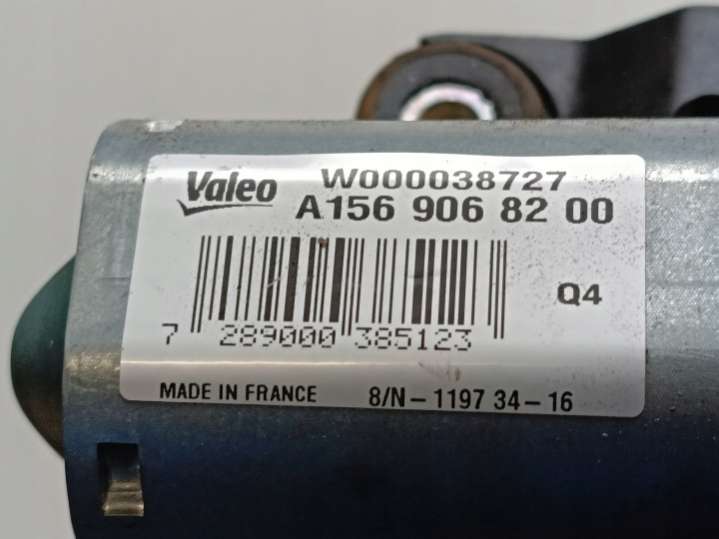 Valeo W000038727
A156 906 82 00
Q4
7 289000 385123
MADE IN FRANCE 8/N-1197 34-16